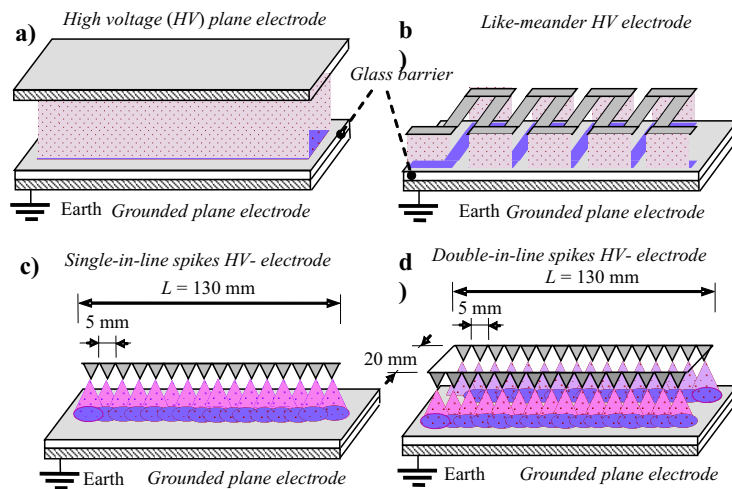 a)
High voltage (HV) plane electrode
Glass barrier
Earth
Grounded plane electrode
b
)
Like-meander HV electrode
Earth
Grounded plane electrode
c)
Single-in-line spikes HV- electrode
L = 130 mm
5 mm
Earth
Grounded plane electrode
d
)
Double-in-line spikes HV- electrode
L = 130 mm
5 mm
20 mm
Earth
Grounded plane electrode